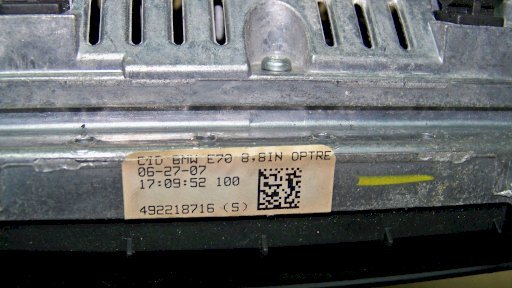 CID BMW E70 8,8IN OPTRE
06-27-07
17:09:52 100
492218716 (S)